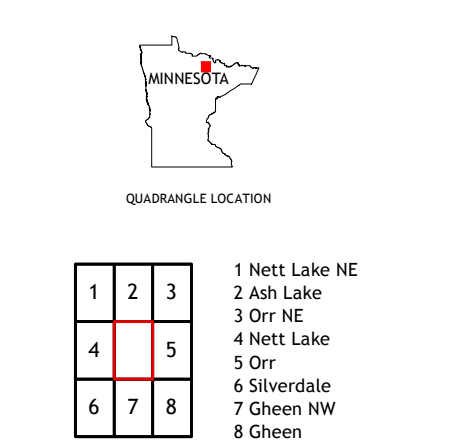 MINNESOTA
QUADRANGLE LOCATION
1 2 3
4 5
6 7 8
1 Nett Lake NE
2 Ash Lake
3 Orr NE
4 Nett Lake
5 Orr
6 Silverdale
7 Gheen NW
8 Gheen